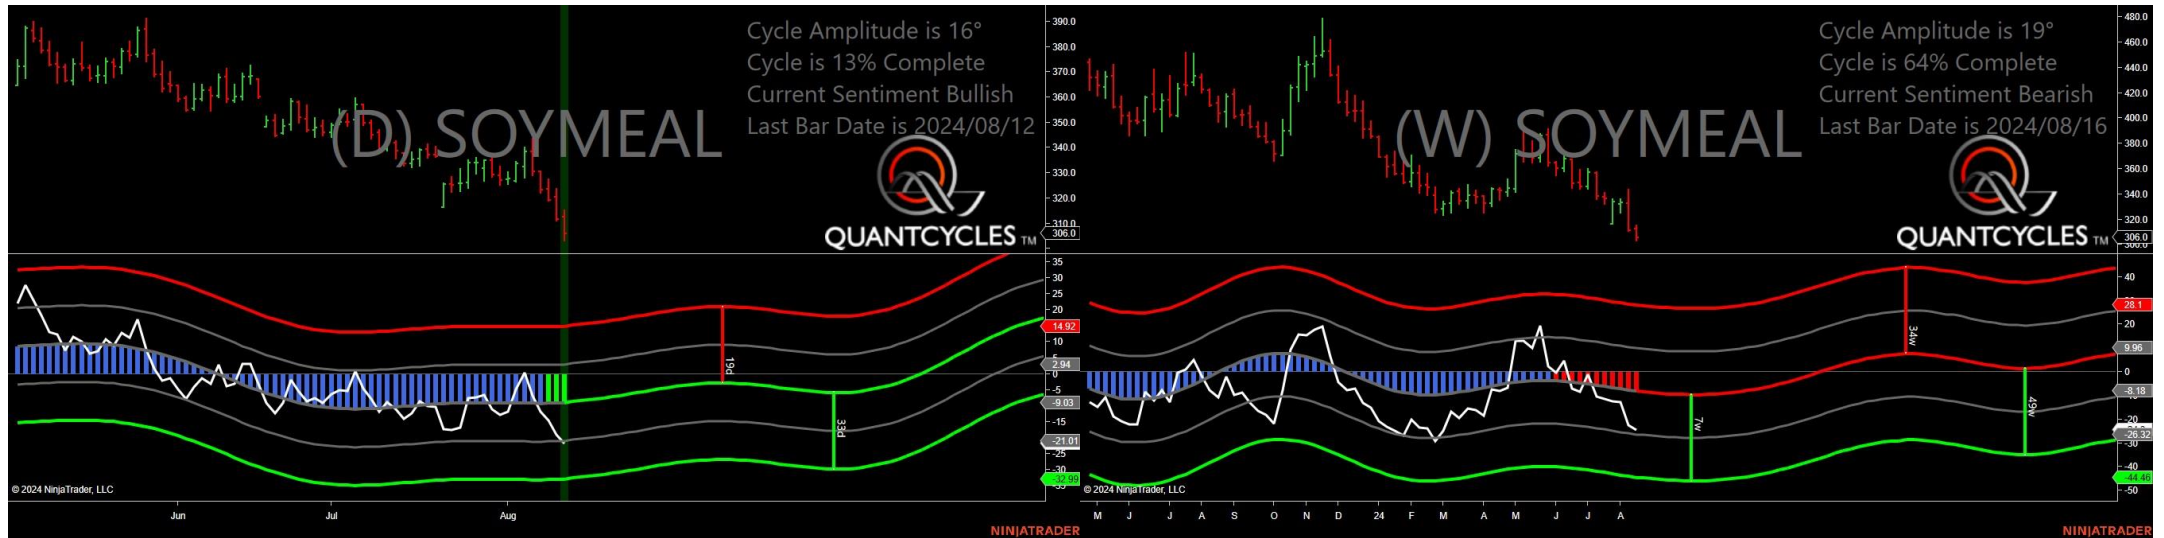 Cycle Amplitude is 16°
Cycle is 13% Complete
Current Sentiment Bullish
Last Bar Date is 2024/08/12
(D) SOYMEAL
QUANTCYCLES TM
390.0
380.0
370.0
360.0
350.0
340.0
330.0
320.0
310.0
306.0
35
30
25
20
14.92
10
5
2.94
0
-5
-9.03
-15
-21.01
-25
-30
-32.99
19d
33d
© 2024 NinjaTrader, LLC
Jun Jul Aug
NINJATRADER
Cycle Amplitude is 19°
Cycle is 64% Complete
Current Sentiment Bearish
Last Bar Date is 2024/08/16
(W) SOYMEAL
QUANTCYCLES TM
480.0
460.0
440.0
420.0
400.0
380.0
360.0
340.0
320.0
306.0
40
28.1
20
9.96
0
-8.18
-20
-26.32
-30
-40
-44.46
-50
7w
34w
49w
© 2024 NinjaTrader, LLC
M J J A S O N D 24 F M A M J J A
NINJATRADER